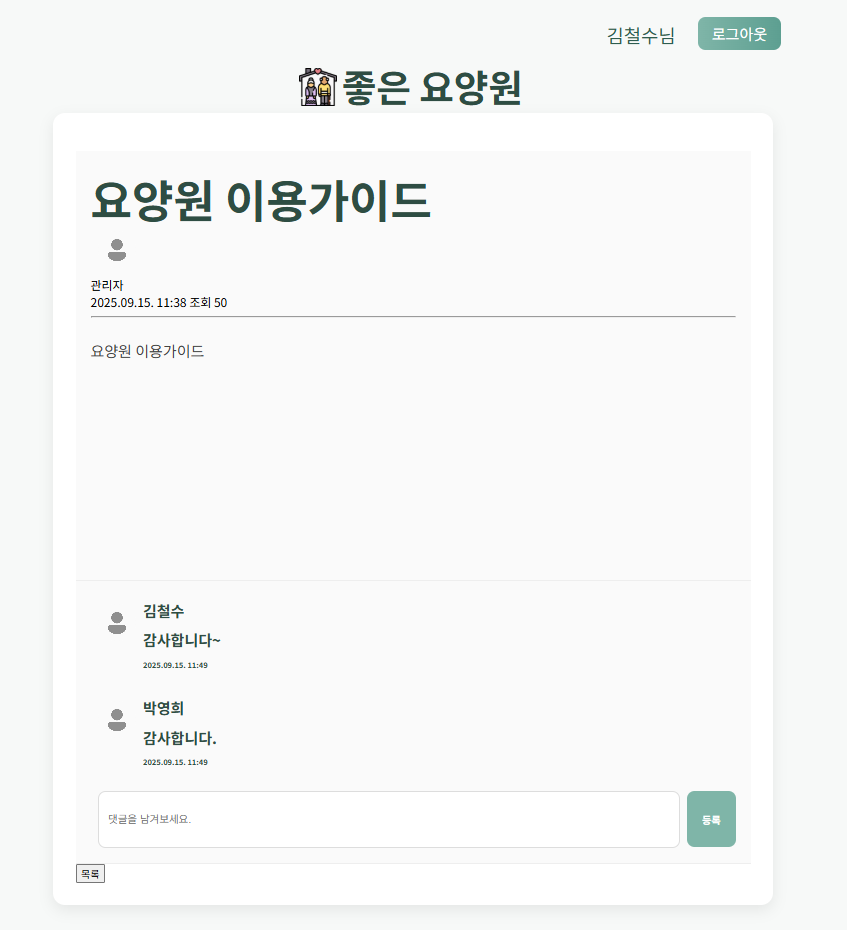 김철수님
로그아웃
좋은 요양원
요양원 이용가이드
관리자
2025.09.15. 11:38 조회 50
요양원 이용가이드
김철수
감사합니다~
2025.09.15. 11:49
박영희
감사합니다.
2025.09.15. 11:49
댓글을 남겨보세요.
등록
목록